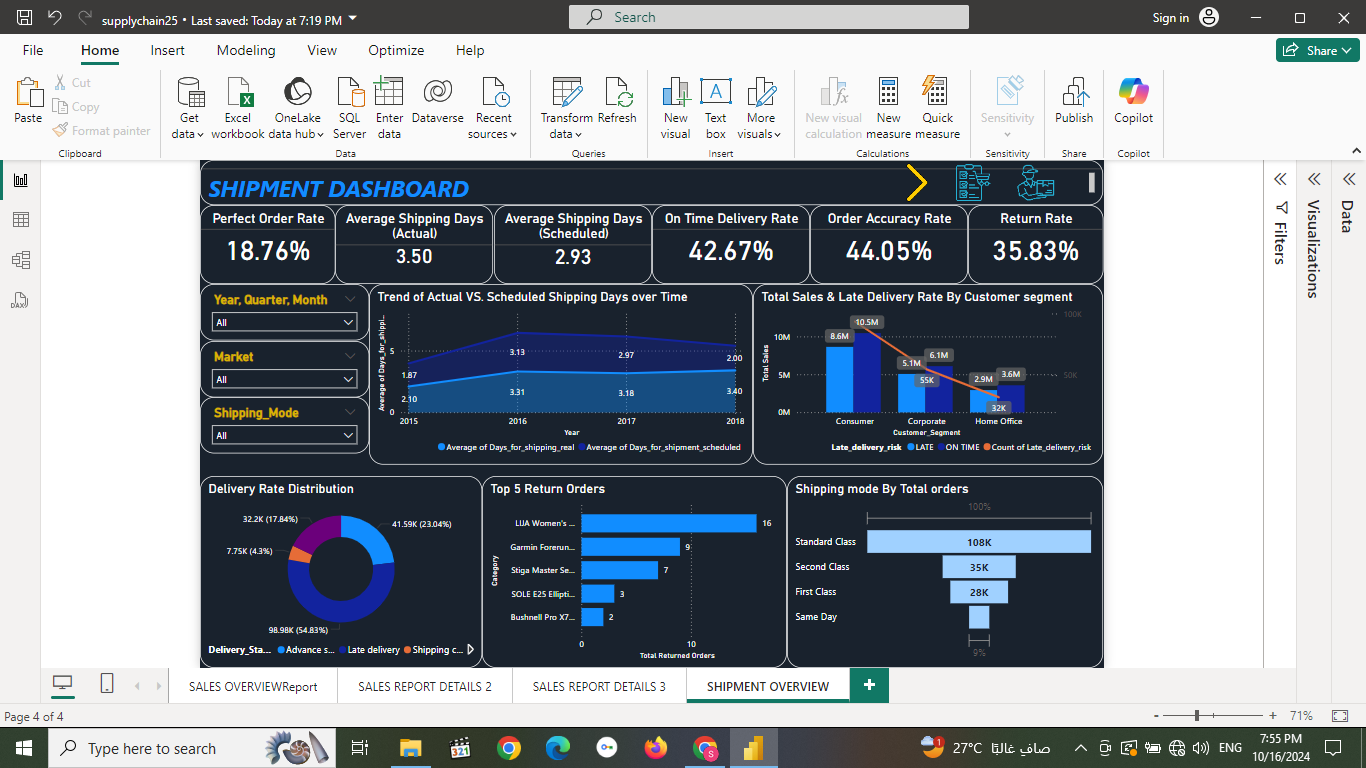 supplychain25 • Last saved: Today at 7:19 PM
Search
Sign in
File Home Insert Modeling View Optimize Help
Share
Paste
Cut
Copy
Format painter
Clipboard
Get data
Excel workbook
OneLake data hub
SQL Server
Enter data
Dataverse
Recent sources
Data
Transform data
Refresh
Queries
New visual
Text box
More visuals
Insert
New visual calculation
New measure
Quick measure
Calculations
Sensitivity
Sensitivity
Publish
Share
Copilot
Copilot
SHIPMENT DASHBOARD
Perfect Order Rate
18.76%
Average Shipping Days (Actual)
3.50
Average Shipping Days (Scheduled)
2.93
On Time Delivery Rate
42.67%
Order Accuracy Rate
44.05%
Return Rate
35.83%
Year, Quarter, Month
All
Market
All
Shipping_Mode
All
Trend of Actual VS. Scheduled Shipping Days over Time
Average of Days_for_shippi...
5
0
1.87
3.13
2.97
2.00
2.10
3.31
3.18
3.40
2015 2016 2017 2018
Year
Average of Days_for_shipping_real Average of Days_for_shipment_scheduled
Total Sales & Late Delivery Rate By Customer segment
Total Sales
10M
5M
0M
100K
50K
8.6M
10.5M
5.1M
6.1M
55K
2.9M
3.6M
32K
Consumer Corporate Home Office
Customer_Segment
Late_delivery_risk LATE ON TIME Count of Late_delivery_risk
Delivery Rate Distribution
32.2K (17.84%)
41.59K (23.04%)
7.75K (4.3%)
98.98K (54.83%)
Delivery_Sta... Advance s... Late delivery Shipping c...
Top 5 Return Orders
Category
LIJA Women's ... 16
Garmin Forerun... 9
Stiga Master Se... 7
SOLE E25 Ellipti... 3
Bushnell Pro X7... 2
0 10
Total Returned Orders
Shipping mode By Total orders
100%
Standard Class 108K
Second Class 35K
First Class 28K
Same Day
9%
Filters
Visualizations
Data
SALES OVERVIEWReport
SALES REPORT DETAILS 2
SALES REPORT DETAILS 3
SHIPMENT OVERVIEW
+
Page 4 of 4
- + 71%
Type here to search
321
S
1
27°C صافٍ غالبًا
ENG
7:55 PM
10/16/2024